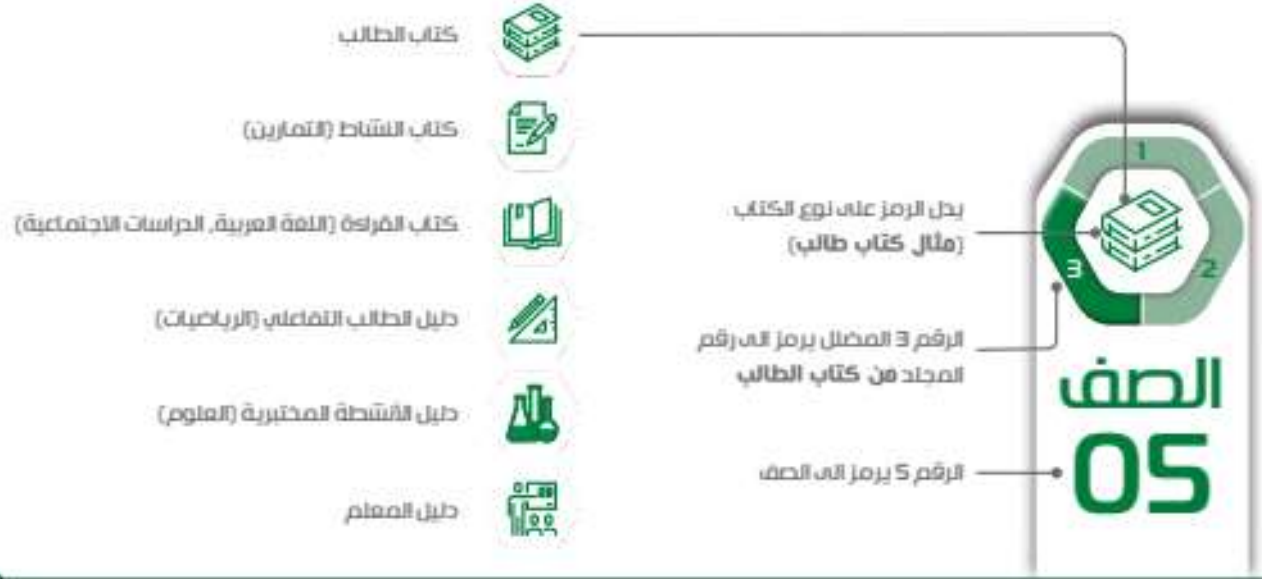 1
2
3
الصف
05
يدل الرمز على نوع الكتاب
(مثال كتاب طالب)
الرقم 3 المضلل يرمز الى رقم
المجلد من كتاب الطالب
الرقم 5 يرمز الى الصف
كتاب الطالب
كتاب النشاط (التمارين)
كتاب القراءة (اللغة العربية, الدراسات الاجتماعية)
دليل الطالب التفاعلي (الرياضيات)
دليل الأنشطة المختبرية (العلوم)
دليل المعلم